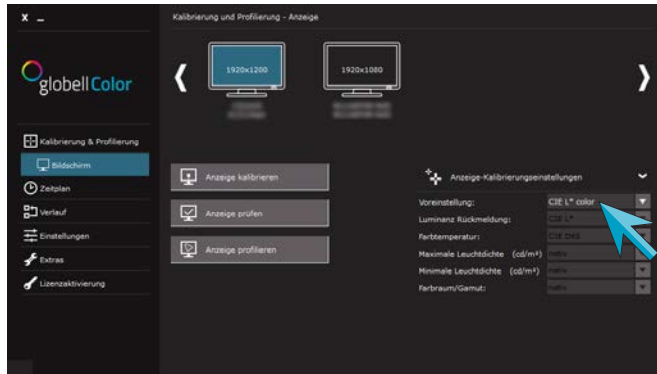 X –
Kalibrierung und Profilierung - Anzeige
globell Color
1920x1200
1920x1080
Kalibrierung & Profilierung
Bildschirm
Zeitplan
Verlauf
Einstellungen
Extras
Lizenzaktivierung
Anzeige kalibrieren
Anzeige prüfen
Anzeige profilieren
Anzeige-Kalibrierungseinstellungen
Voreinstellung: CIE L* color
Luminanz Rückmeldung: CIE L*
Farbtemperatur: CIE D65
Maximale Leuchtdichte (cd/m²) nativ
Minimale Leuchtdichte (cd/m²) nativ
Farbraum/Gamut: nativ